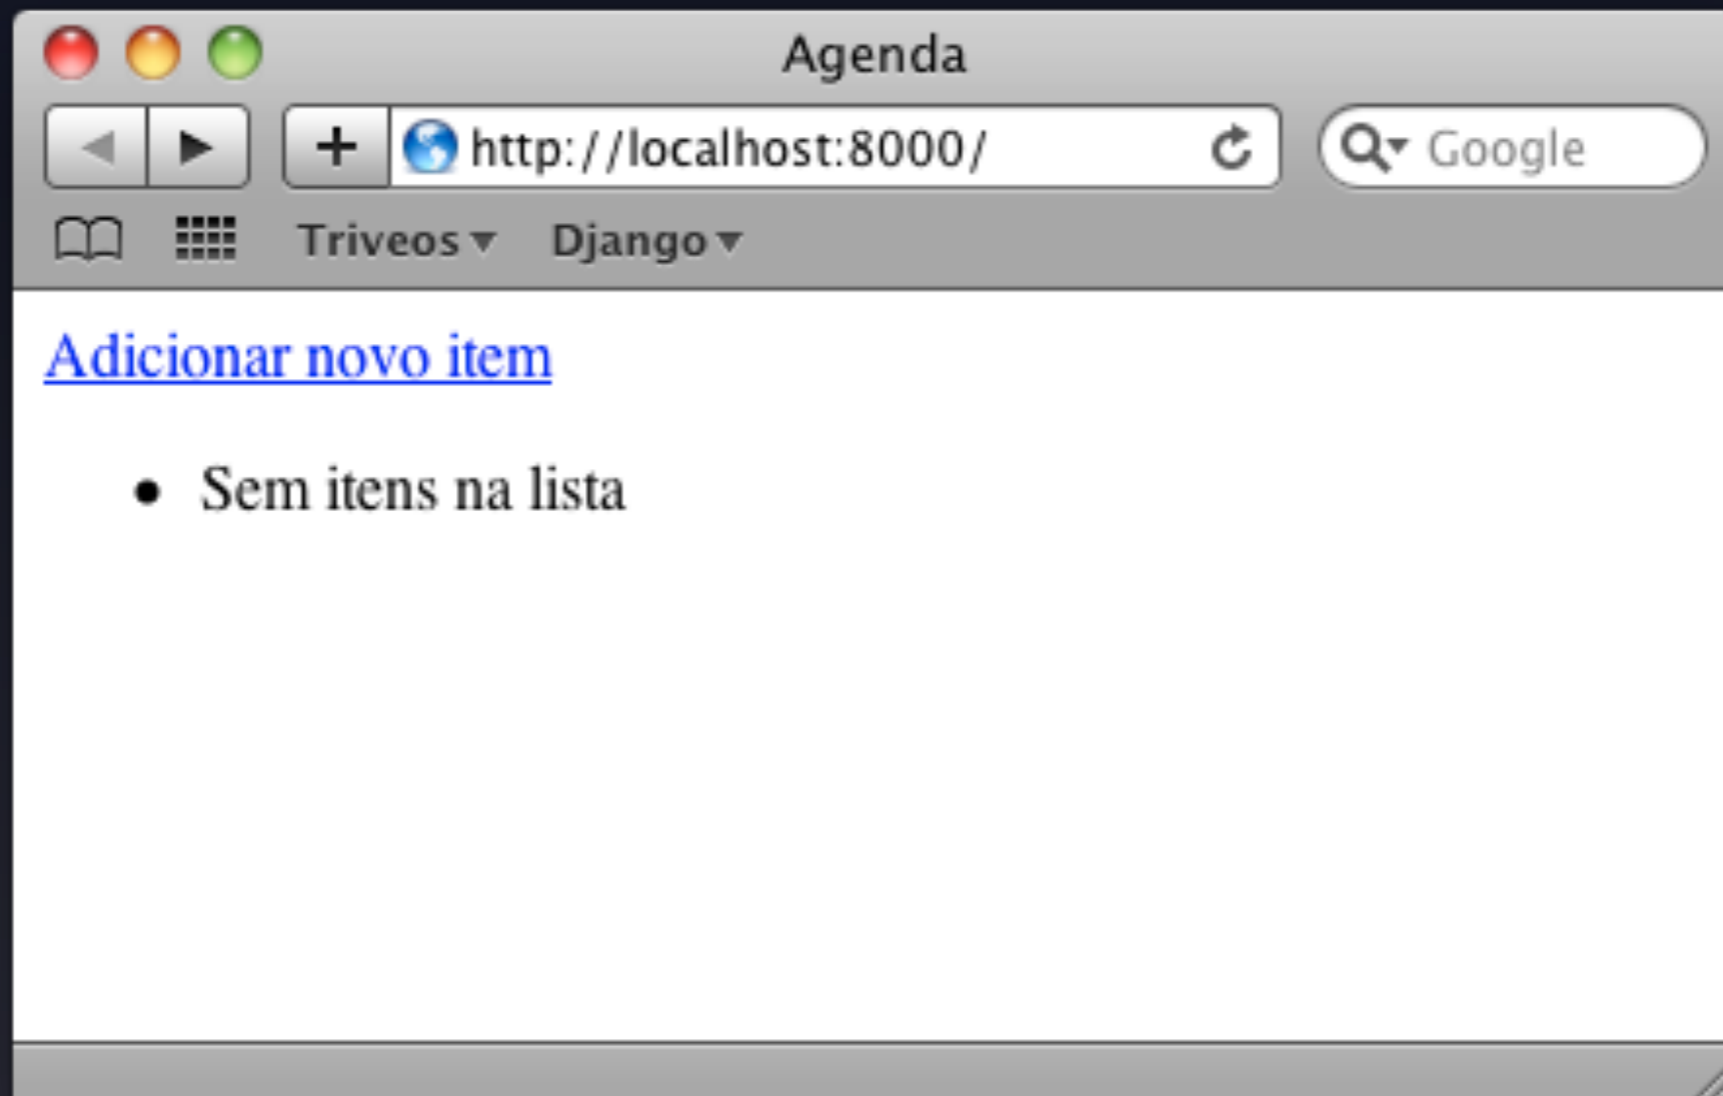 Agenda
http://localhost:8000/ Google
Triveos Django
Adicionar novo item
• Sem itens na lista